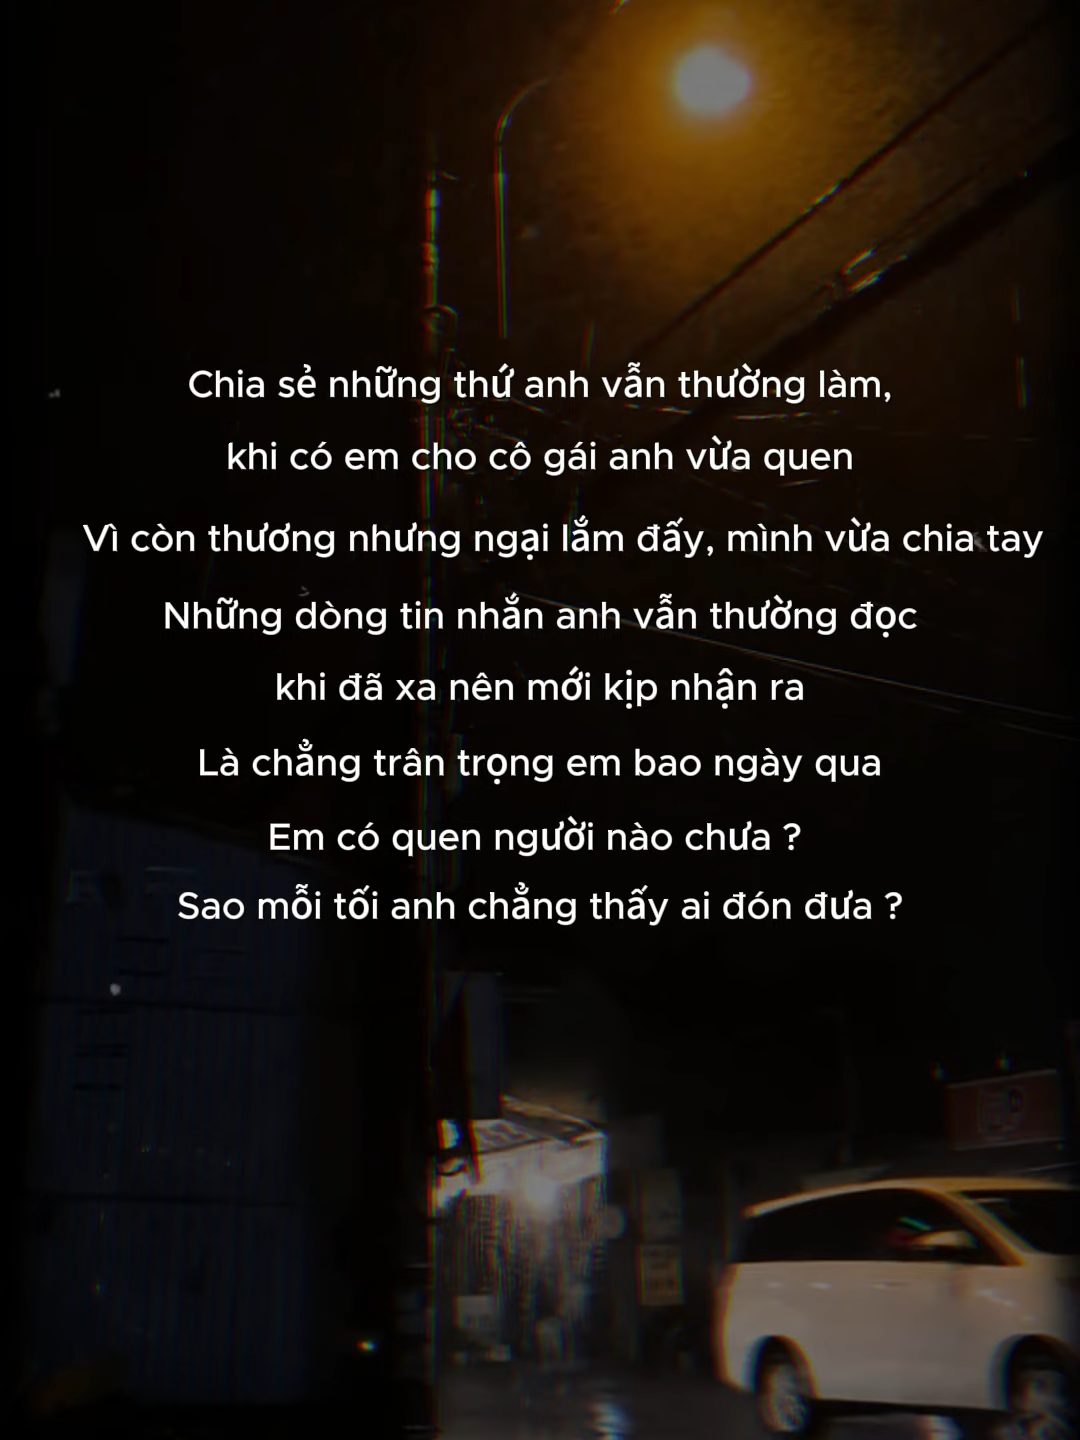 Chia sẻ những thứ anh vẫn thường làm,
khi có em cho cô gái anh vừa quen
Vì còn thương nhưng ngại lắm đấy, mình vừa chia tay
Những dòng tin nhắn anh vẫn thường đọc
khi đã xa nên mới kịp nhận ra
Là chẳng trân trọng em bao ngày qua
Em có quen người nào chưa ?
Sao mỗi tối anh chẳng thấy ai đón đưa ?